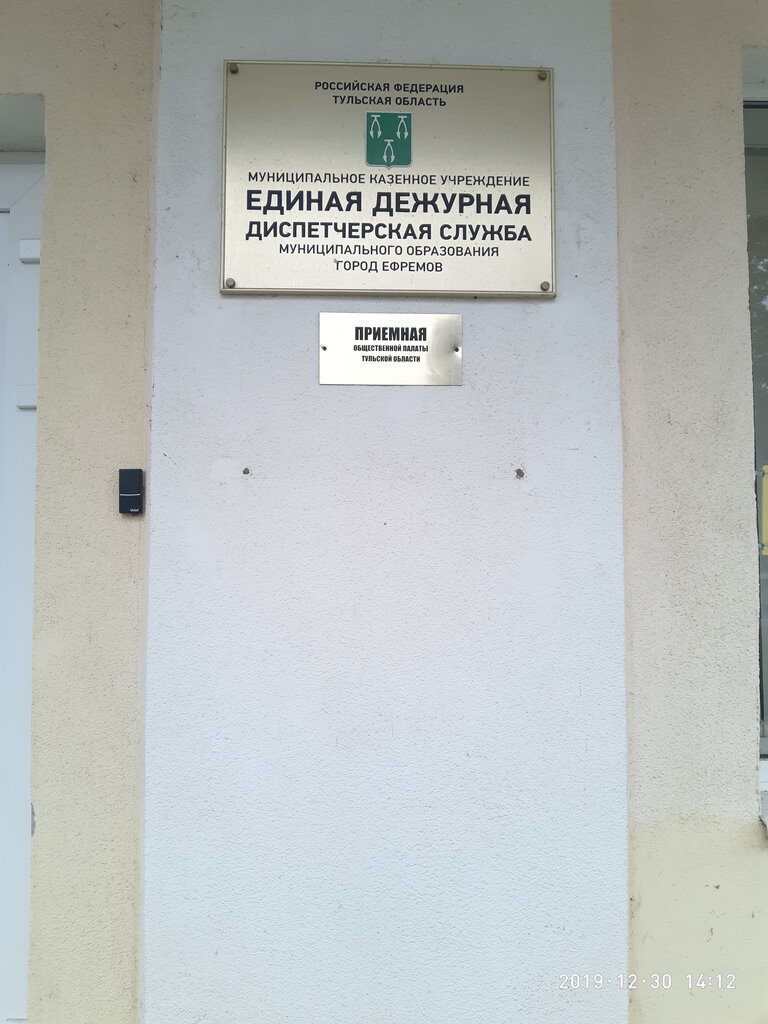 РОССИЙСКАЯ ФЕДЕРАЦИЯ
ТУЛЬСКАЯ ОБЛАСТЬ
МУНИЦИПАЛЬНОЕ КАЗЕННОЕ УЧРЕЖДЕНИЕ
ЕДИНАЯ ДЕЖУРНАЯ
ДИСПЕТЧЕРСКАЯ СЛУЖБА
МУНИЦИПАЛЬНОГО ОБРАЗОВАНИЯ
ГОРОД ЕФРЕМОВ
ПРИЕМНАЯ
ОБЩЕСТВЕННОЙ ПАЛАТЫ
ТУЛЬСКОЙ ОБЛАСТИ
2019·12·30 14:12